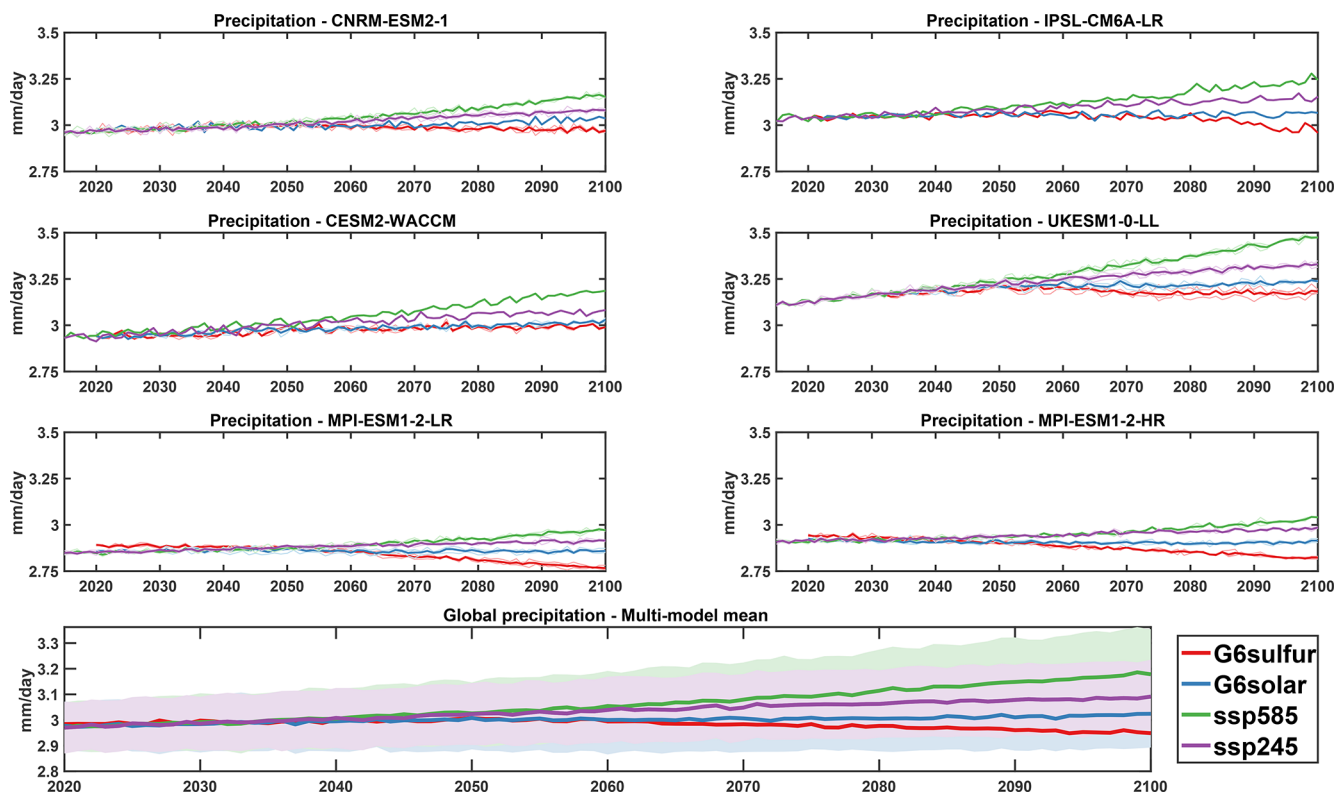 Precipitation - CNRM-ESM2-1
3.5
3.25
3
2.75
mm/day
2020 2030 2040 2050 2060 2070 2080 2090 2100
Precipitation - IPSL-CM6A-LR
3.5
3.25
3
2.75
mm/day
2020 2030 2040 2050 2060 2070 2080 2090 2100
Precipitation - CESM2-WACCM
3.5
3.25
3
2.75
mm/day
2020 2030 2040 2050 2060 2070 2080 2090 2100
Precipitation - UKESM1-0-LL
3.5
3.25
3
2.75
mm/day
2020 2030 2040 2050 2060 2070 2080 2090 2100
Precipitation - MPI-ESM1-2-LR
3.5
3.25
3
2.75
mm/day
2020 2030 2040 2050 2060 2070 2080 2090 2100
Precipitation - MPI-ESM1-2-HR
3.5
3.25
3
2.75
mm/day
2020 2030 2040 2050 2060 2070 2080 2090 2100
Global precipitation - Multi-model mean
3.3
3.2
3.1
3.0
2.9
2.8
mm/day
2020 2030 2040 2050 2060 2070 2080 2090 2100
G6sulfur
G6solar
ssp585
ssp245